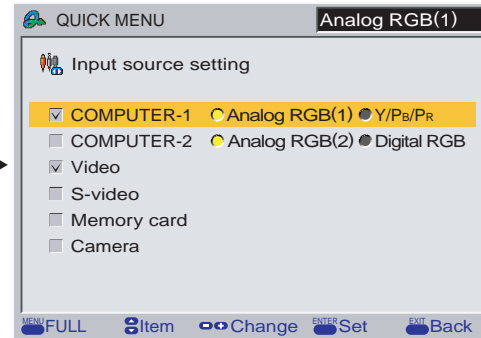 QUICK MENU Analog RGB(1)
Input source setting
COMPUTER-1 Analog RGB(1) Y/PB/PR
COMPUTER-2 Analog RGB(2) Digital RGB
Video
S-video
Memory card
Camera
MENU FULL Item Change ENTER Set EXIT Back